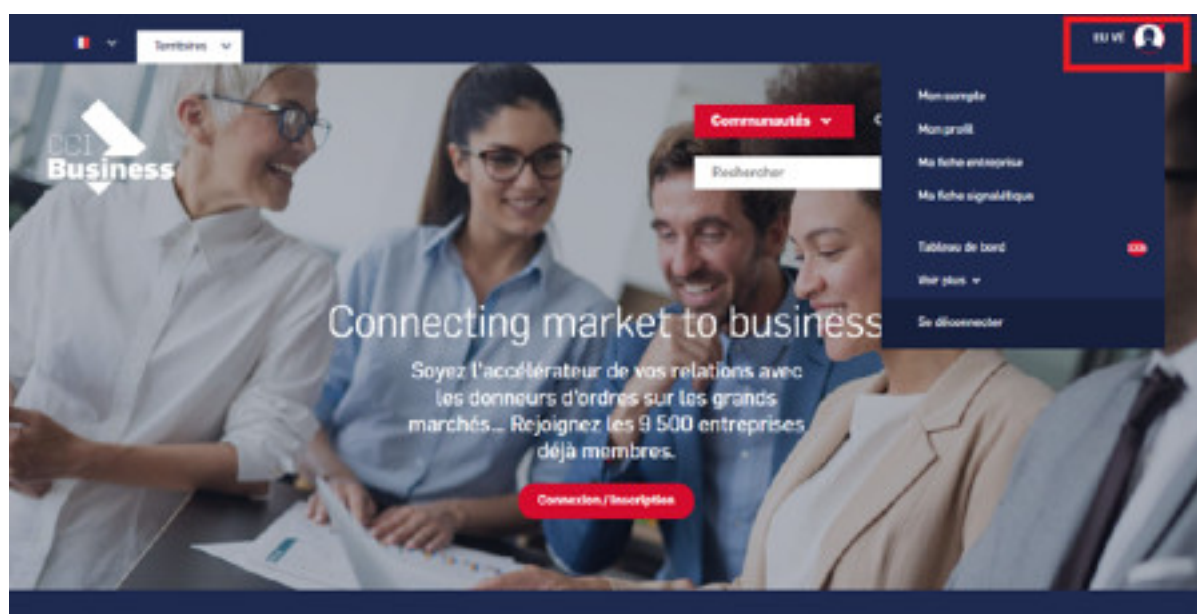 Territoires
EU VE
CCI
Business
Communautés
Rechercher
Mon compte
Mon profil
Ma fiche entreprise
Ma fiche signalétique
Tableau de bord
Voir plus
Se déconnecter
Connecting market to business
Soyez l'accélérateur de vos relations avec
les donneurs d'ordres sur les grands
marchés... Rejoignez les 9 500 entreprises
déjà membres.
Connexion / Inscription